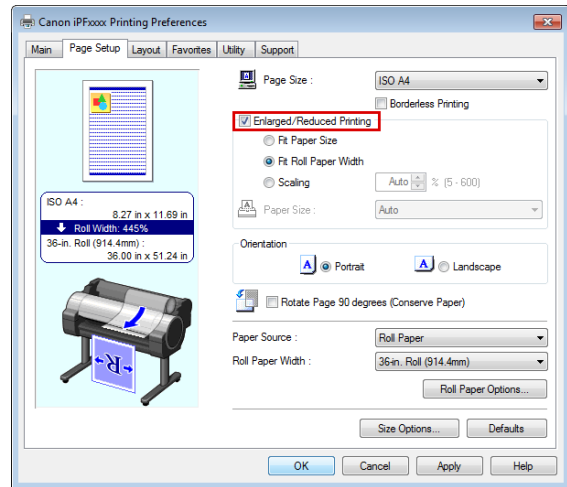 Canon iPFxxxx Printing Preferences
Main Page Setup Layout Favorites Utility Support
Page Size : ISO A4
Borderless Printing
Enlarged/Reduced Printing
Fit Paper Size
Fit Roll Paper Width
Scaling Auto % (5 - 600)
Paper Size : Auto
ISO A4 :
8.27 in x 11.69 in
Roll Width: 445%
36-in. Roll (914.4mm) :
36.00 in x 51.24 in
Orientation
A Portrait A Landscape
Rotate Page 90 degrees (Conserve Paper)
Paper Source : Roll Paper
Roll Paper Width : 36-in. Roll (914.4mm)
R
Roll Paper Options...
Size Options... Defaults
OK Cancel Apply Help